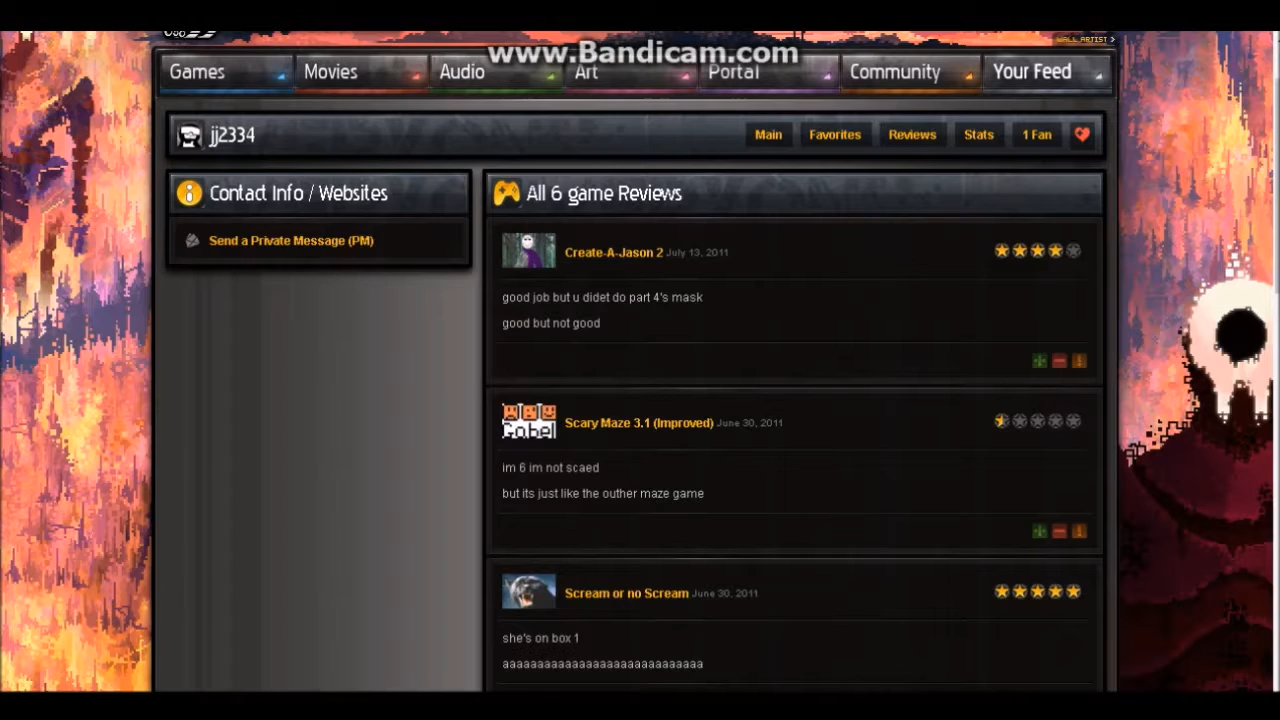 WALL ARTIST >
www.Bandicam.com
Games Movies Audio Art Portal Community Your Feed
jj2334 Main Favorites Reviews Stats 1 Fan
Contact Info / Websites
Send a Private Message (PM)
All 6 game Reviews
Create-A-Jason 2 July 13, 2011
good job but u didet do part 4's mask
good but not good
Gobel
Scary Maze 3.1 (Improved) June 30, 2011
im 6 im not scaed
but its just like the outher maze game
Scream or no Scream June 30, 2011
she's on box 1
aaaaaaaaaaaaaaaaaaaaaaaaaaaaa